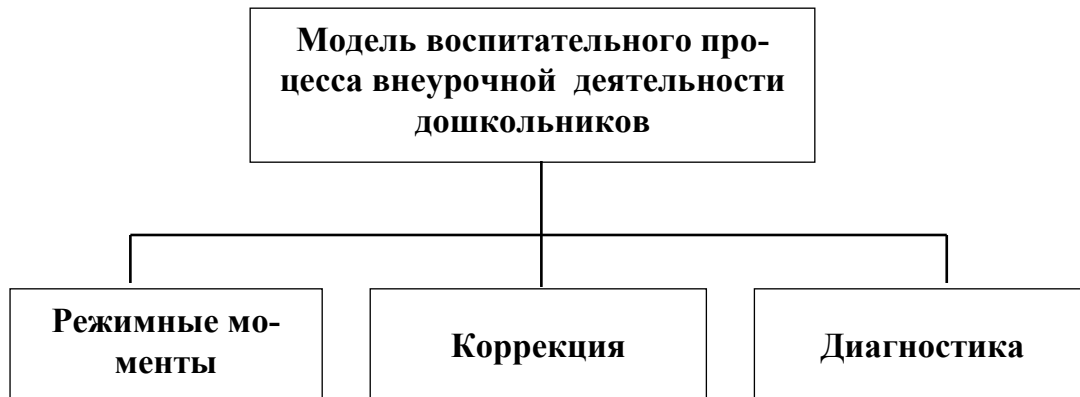 Модель воспитательного про-
цесса внеурочной деятельности
дошкольников
Режимные мо-
менты
Коррекция
Диагностика